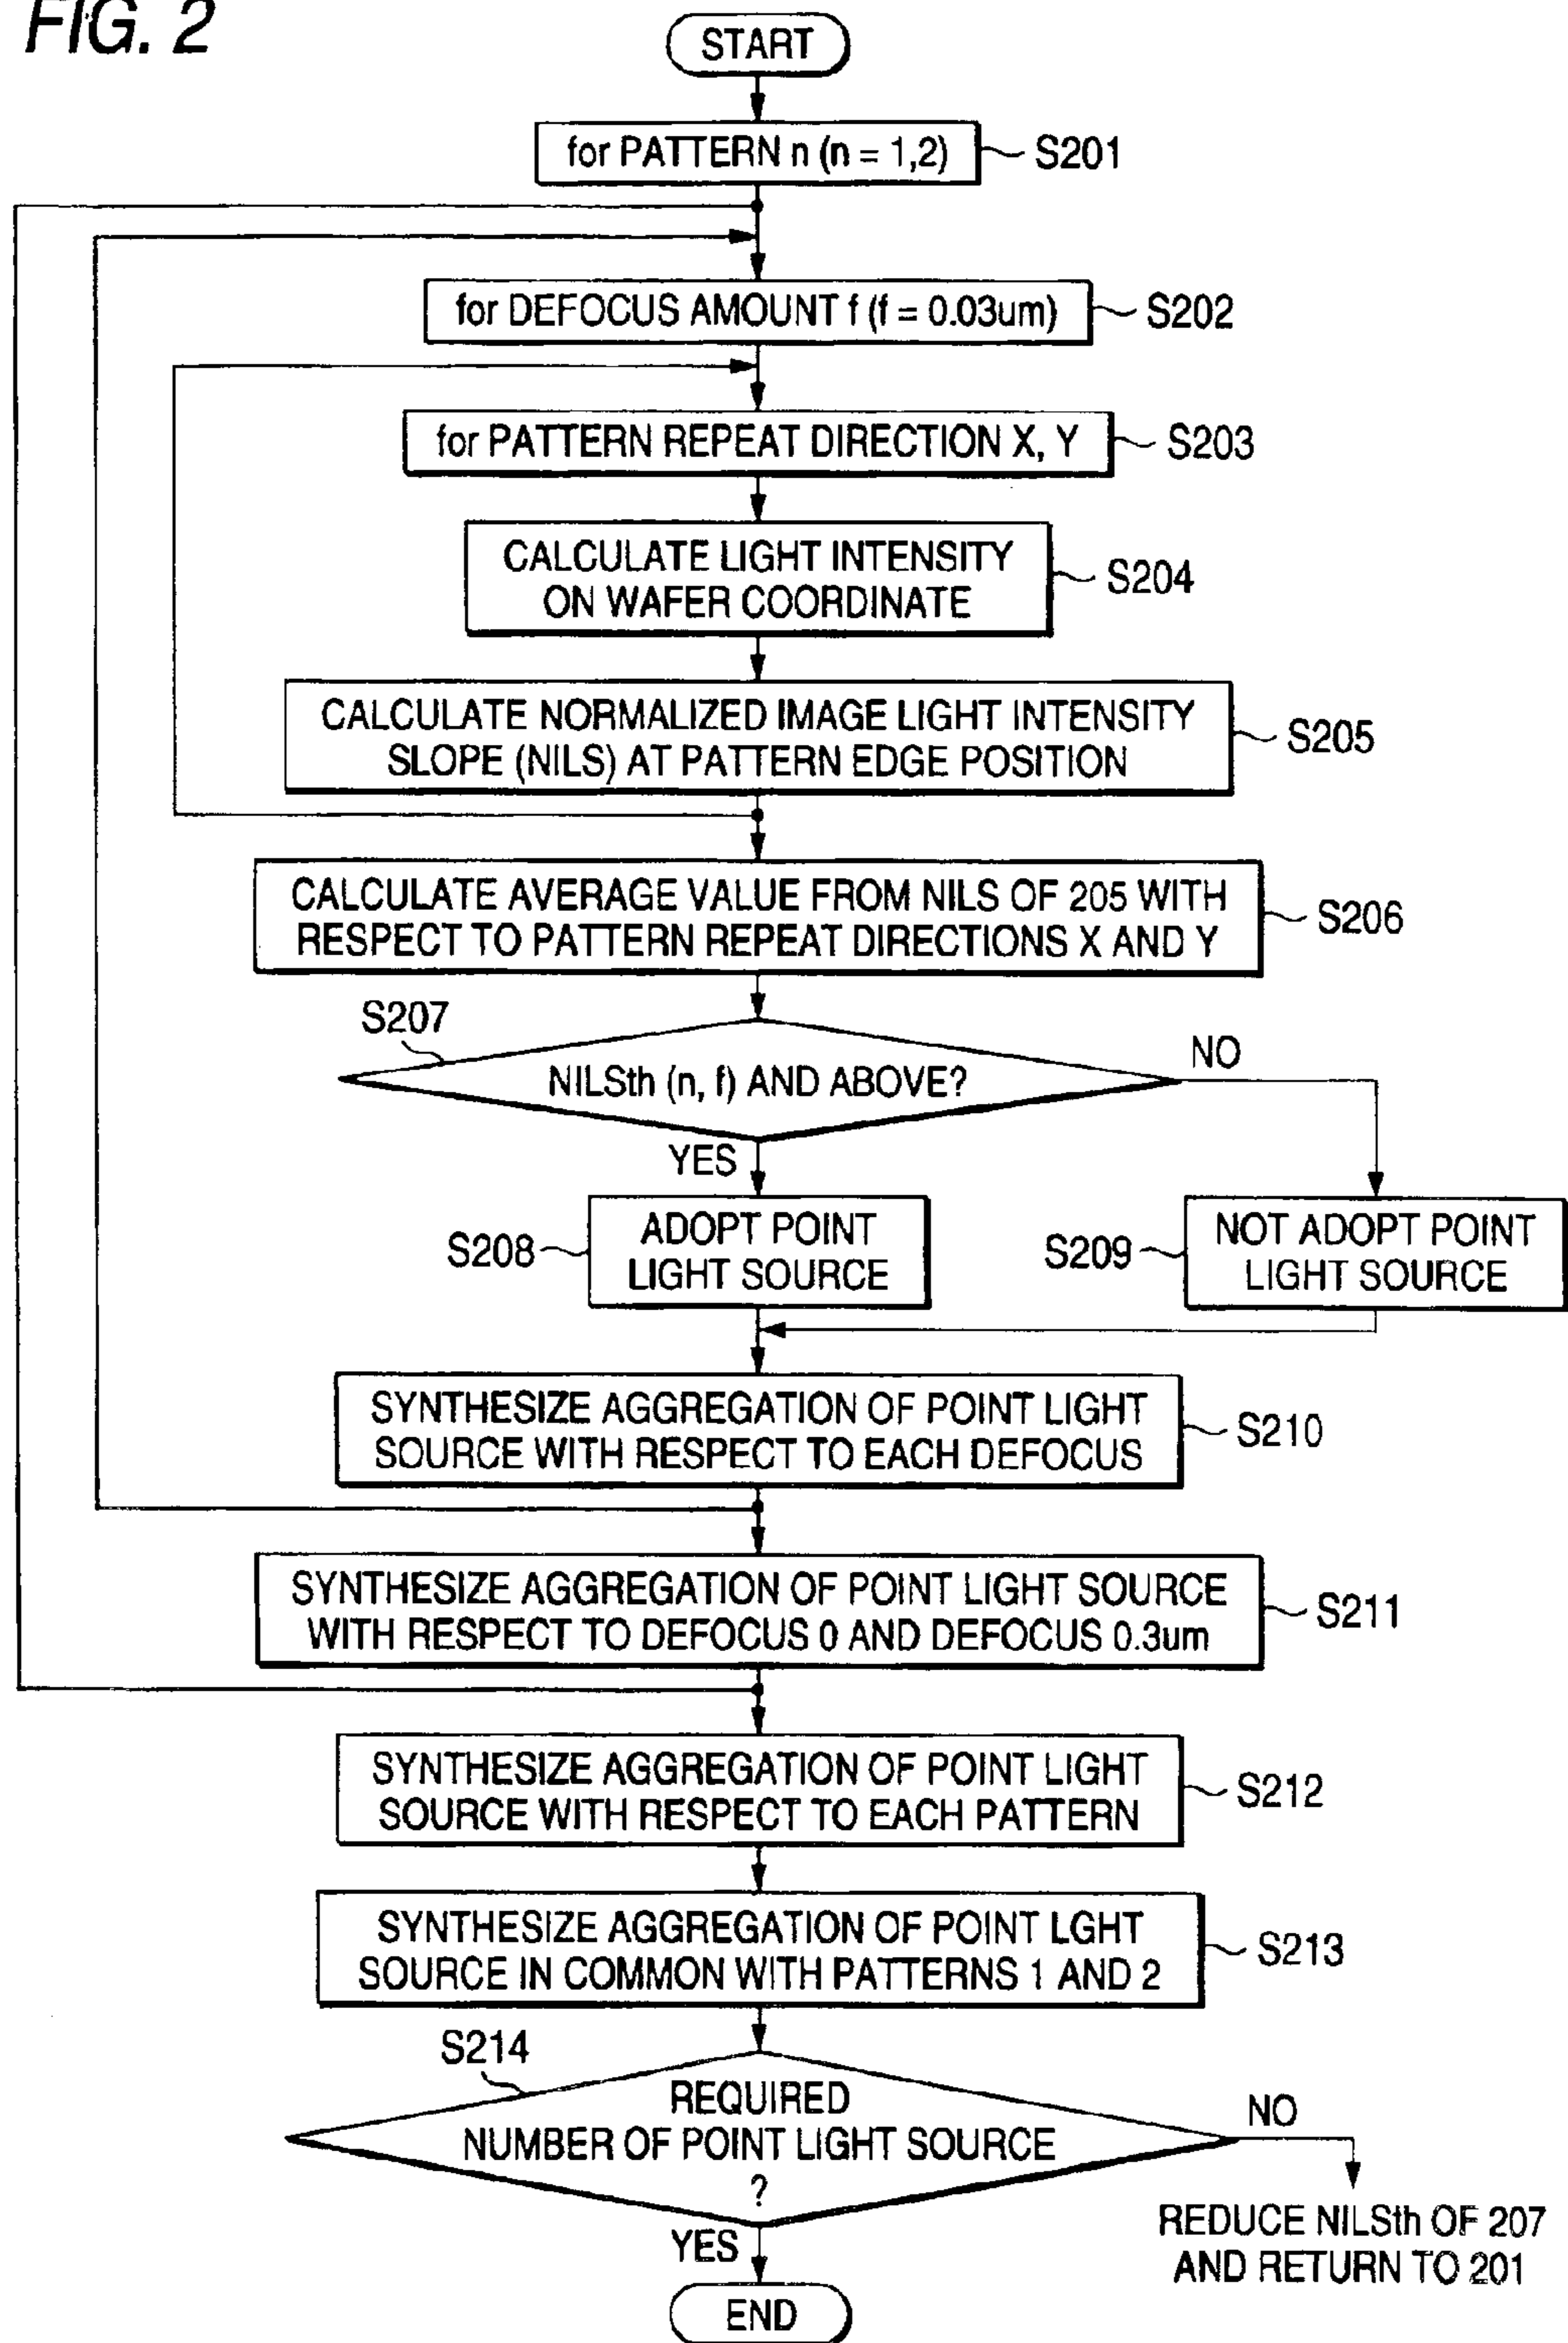 FIG. 2
START
for PATTERN n (n = 1,2)
S201
for DEFOCUS AMOUNT f (f = 0.03um)
S202
for PATTERN REPEAT DIRECTION X, Y
S203
CALCULATE LIGHT INTENSITY
ON WAFER COORDINATE
S204
CALCULATE NORMALIZED IMAGE LIGHT INTENSITY
SLOPE (NILS) AT PATTERN EDGE POSITION
S205
CALCULATE AVERAGE VALUE FROM NILS OF 205 WITH
RESPECT TO PATTERN REPEAT DIRECTIONS X AND Y
S206
S207
NILSth (n, f) AND ABOVE?
NO
YES
S208
ADOPT POINT
LIGHT SOURCE
S209
NOT ADOPT POINT
LIGHT SOURCE
SYNTHESIZE AGGREGATION OF POINT LIGHT
SOURCE WITH RESPECT TO EACH DEFOCUS
S210
SYNTHESIZE AGGREGATION OF POINT LIGHT SOURCE
WITH RESPECT TO DEFOCUS 0 AND DEFOCUS 0.3um
S211
SYNTHESIZE AGGREGATION OF POINT LIGHT
SOURCE WITH RESPECT TO EACH PATTERN
S212
SYNTHESIZE AGGREGATION OF POINT LGHT
SOURCE IN COMMON WITH PATTERNS 1 AND 2
S213
S214
REQUIRED
NUMBER OF POINT LIGHT SOURCE
?
NO
YES
REDUCE NILSth OF 207
AND RETURN TO 201
END